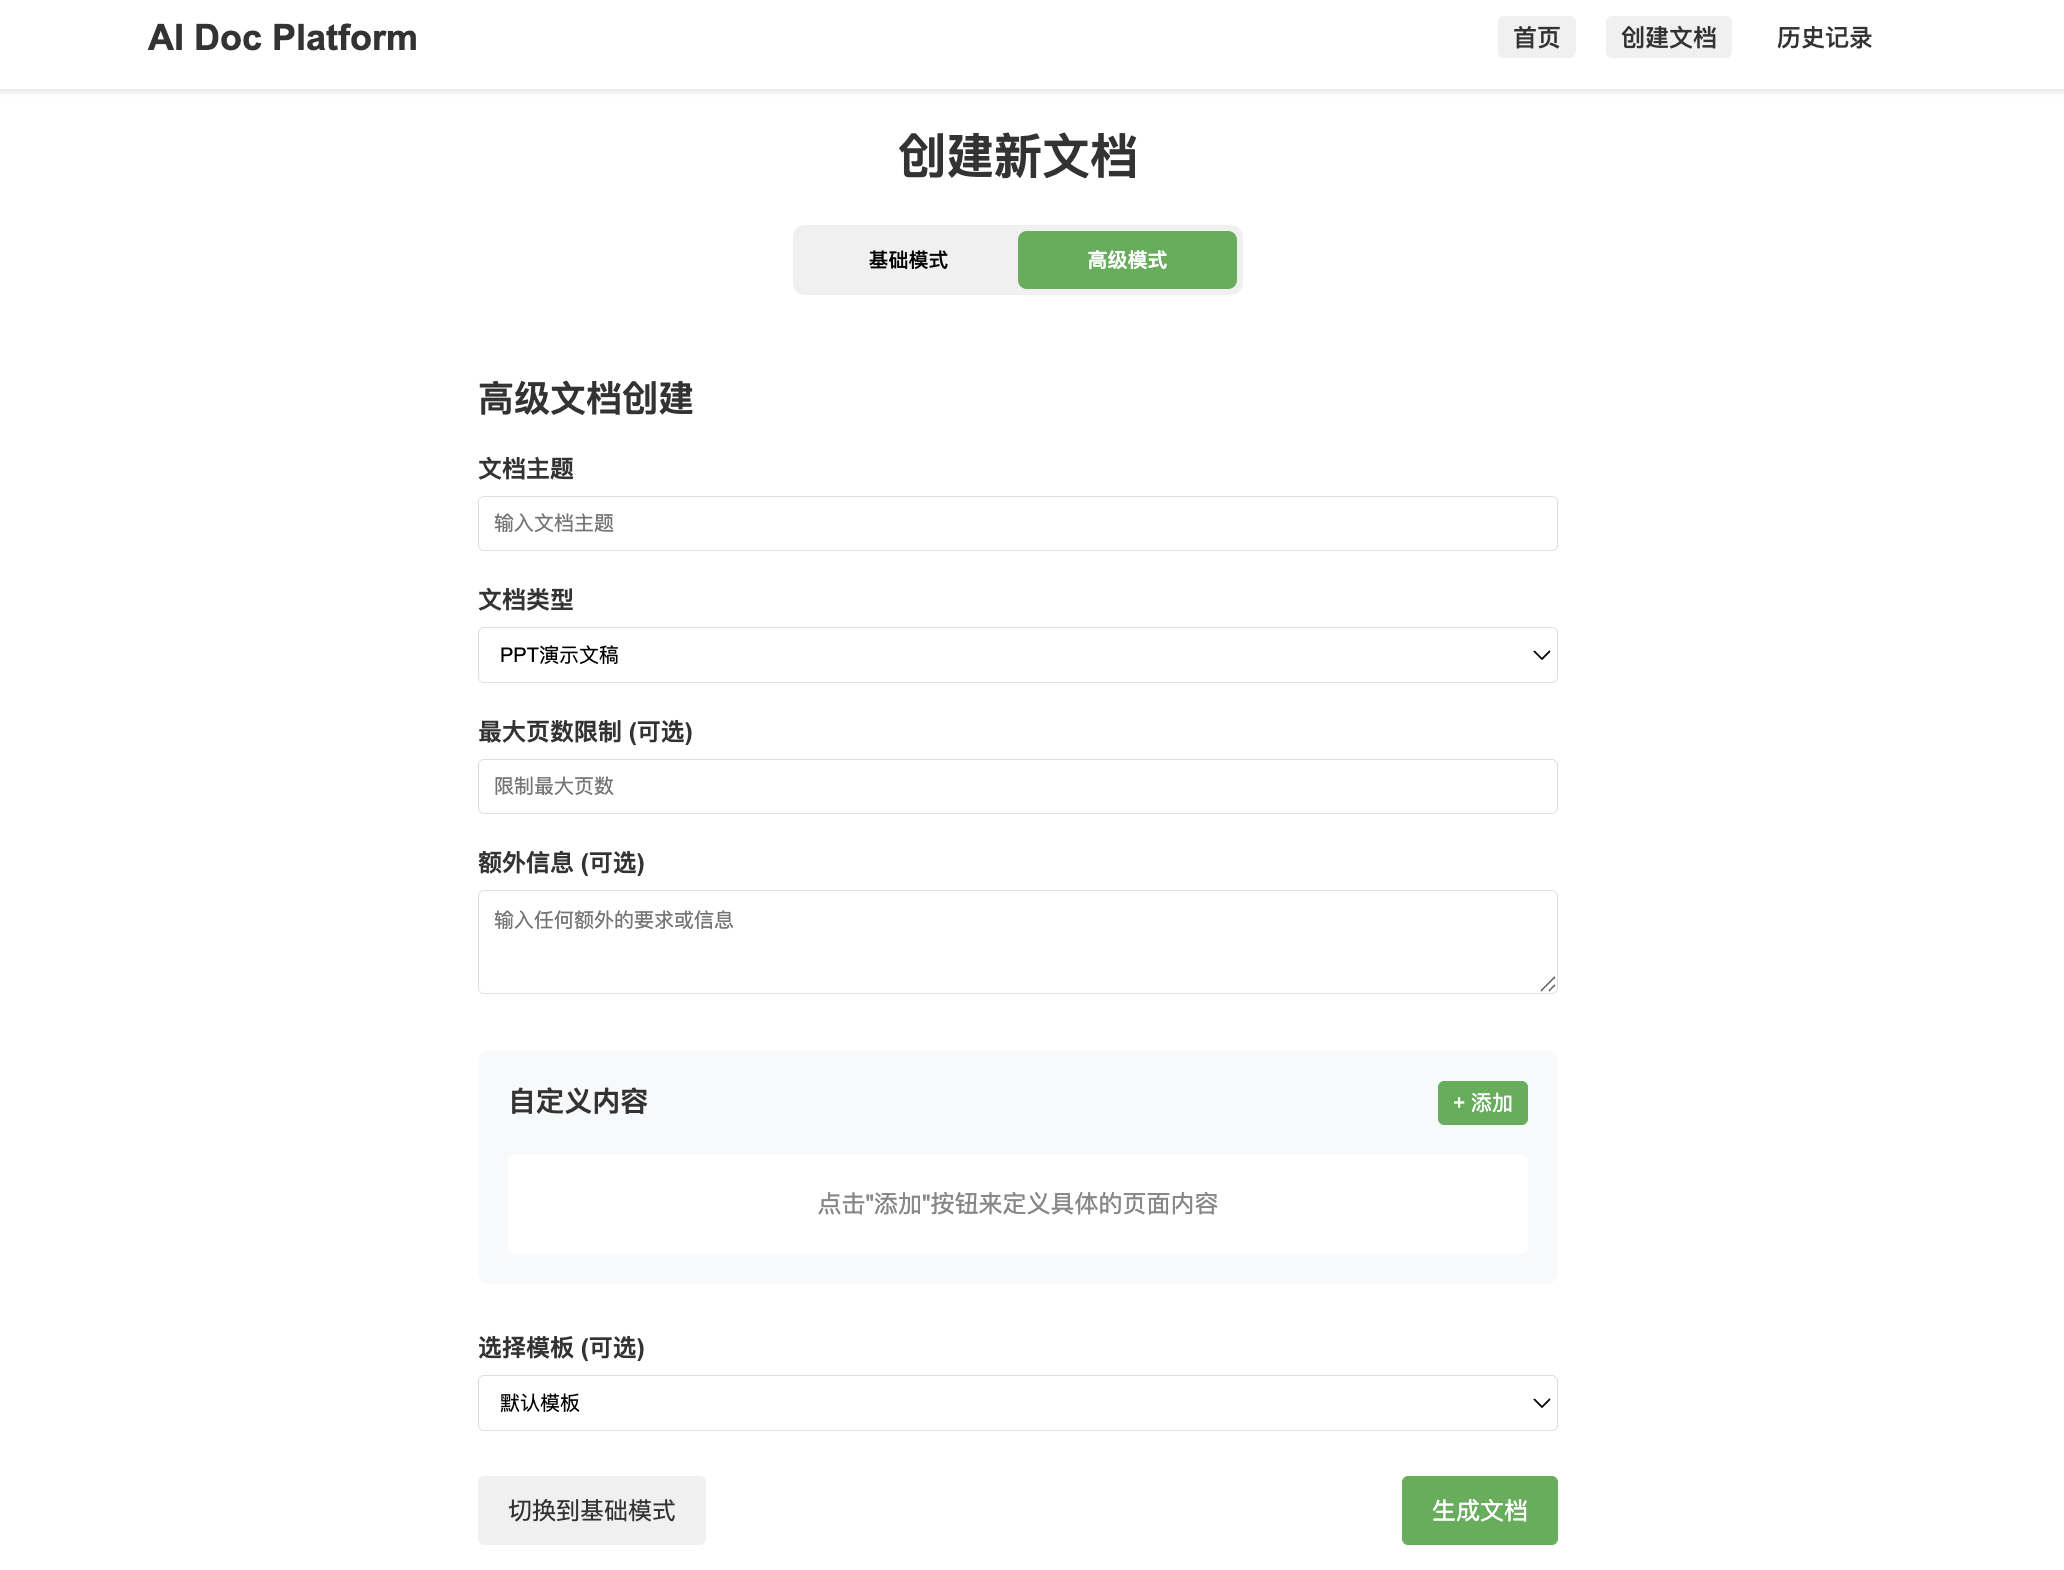 AI Doc Platform
首页
创建文档
历史记录
创建新文档
基础模式
高级模式
高级文档创建
文档主题
输入文档主题
文档类型
PPT演示文稿
最大页数限制 (可选)
限制最大页数
额外信息 (可选)
输入任何额外的要求或信息
自定义内容
+ 添加
点击"添加"按钮来定义具体的页面内容
选择模板 (可选)
默认模板
切换到基础模式
生成文档